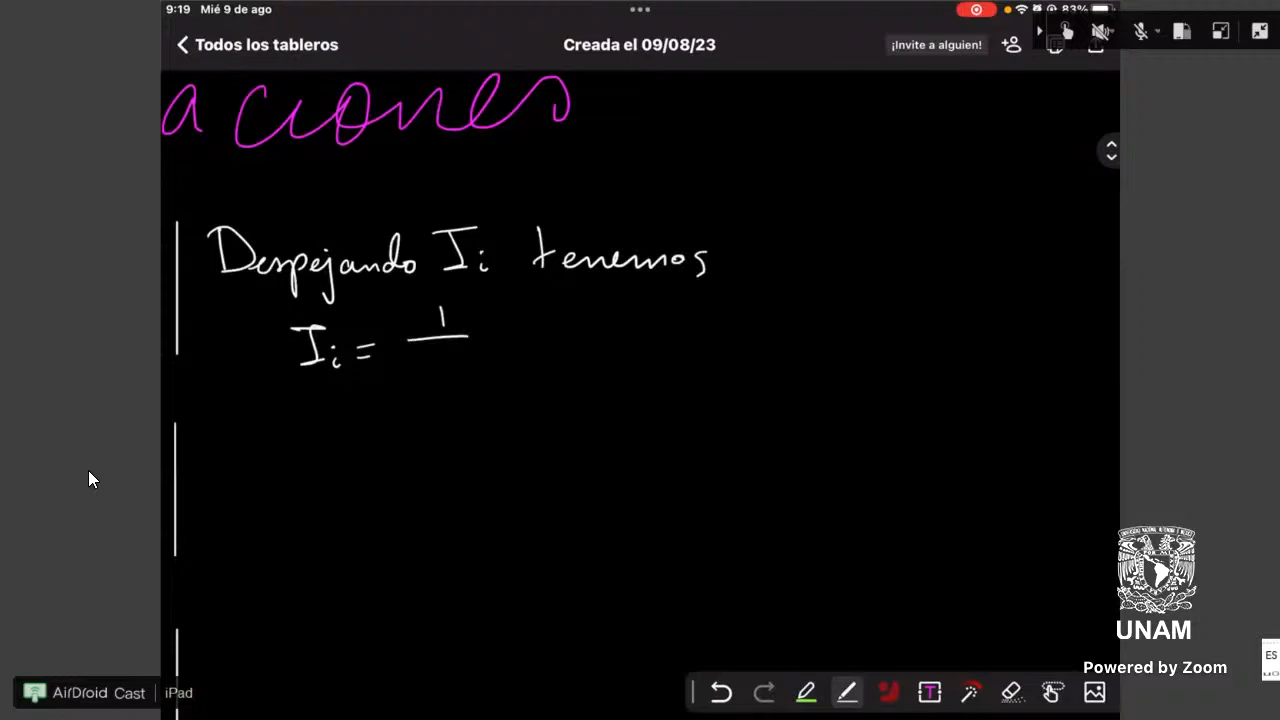 9:19 Mié 9 de ago
83%
Todos los tableros
Creada el 09/08/23
¡Invite a alguien!
aciones
Despejando Ii tenemos
Ii = 1
UNAM
Powered by Zoom
ES
AirDroid Cast iPad
T